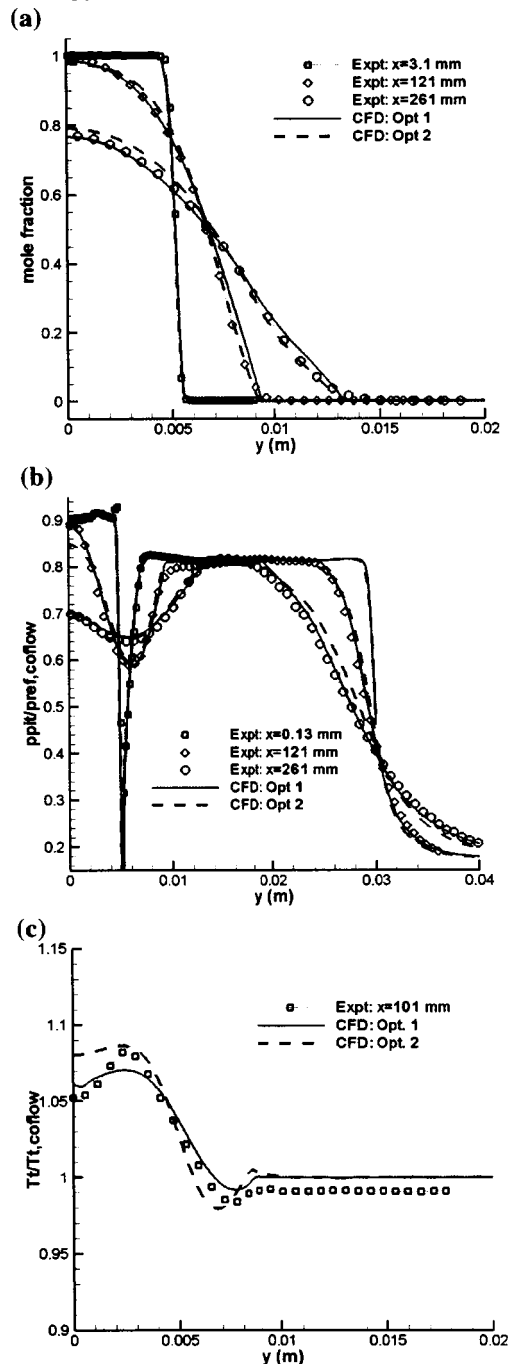 (a)
1
0.8
0.6
0.4
0.2
0
mole fraction
Expt: x=3.1 mm
Expt: x=121 mm
Expt: x=261 mm
CFD: Opt 1
CFD: Opt 2
0 0.005 0.01 0.015 0.02
y (m)
(b)
0.9
0.8
0.7
0.6
0.5
0.4
0.3
0.2
ppit/pref,coflow
Expt: x=0.13 mm
Expt: x=121 mm
Expt: x=261 mm
CFD: Opt 1
CFD: Opt 2
0 0.01 0.02 0.03 0.04
y (m)
(c)
1.15
1.1
1.05
1
0.95
0.9
Tt/Tt,coflow
Expt: x=101 mm
CFD: Opt. 1
CFD: Opt. 2
0 0.005 0.01 0.015 0.02
y (m)